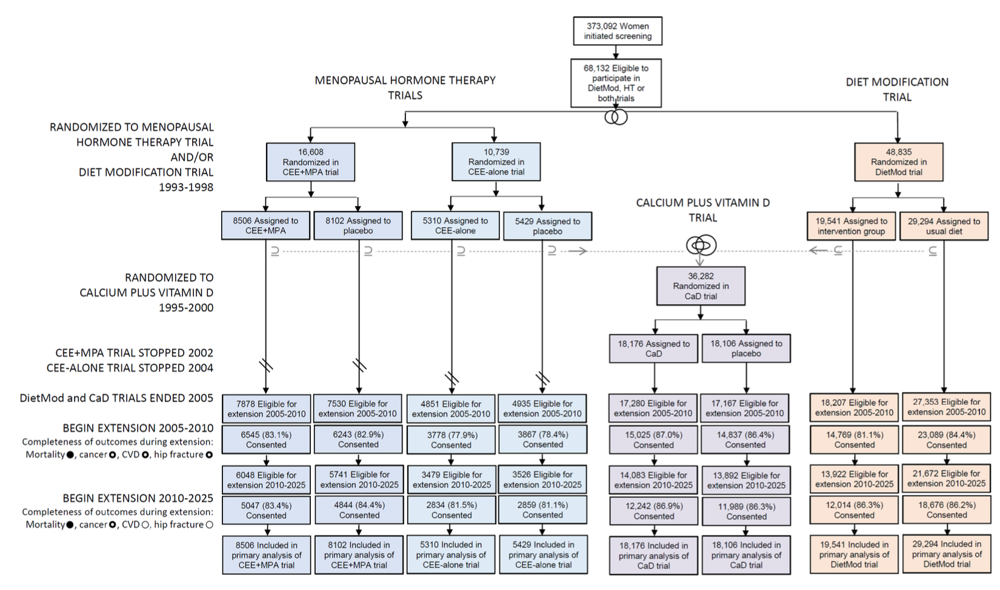 373,092 Women
initiated screening
68,132 Eligible to
participate in
DietMod, HT or
both trials
MENOPAUSAL HORMONE THERAPY
TRIALS
DIET MODIFICATION
TRIAL
RANDOMIZED TO MENOPAUSAL
HORMONE THERAPY TRIAL
AND/OR
DIET MODIFICATION TRIAL
1993-1998
16,608
Randomized in
CEE+MPA trial
10,739
Randomized in
CEE-alone trial
48,835
Randomized in
DietMod trial
8506 Assigned to
CEE+MPA
8102 Assigned to
placebo
5310 Assigned to
CEE-alone
5429 Assigned to
placebo
CALCIUM PLUS VITAMIN D
TRIAL
19,541 Assigned to
intervention group
29,294 Assigned to
usual diet
⊇ ⊇ ⊇ ⊇ ⊆ ⊆
RANDOMIZED TO
CALCIUM PLUS VITAMIN D
1995-2000
36,282
Randomized in
CaD trial
18,176 Assigned to
CaD
18,106 Assigned to
placebo
CEE+MPA TRIAL STOPPED 2002
CEE-ALONE TRIAL STOPPED 2004
DietMod and CaD TRIALS ENDED 2005
7878 Eligible for
extension 2005-2010
7530 Eligible for
extension 2005-2010
4851 Eligible for
extension 2005-2010
4935 Eligible for
extension 2005-2010
17,280 Eligible for
extension 2005-2010
17,167 Eligible for
extension 2005-2010
18,207 Eligible for
extension 2005-2010
27,353 Eligible for
extension 2005-2010
BEGIN EXTENSION 2005-2010
Completeness of outcomes during extension:
Mortality, cancer, CVD, hip fracture
6545 (83.1%)
Consented
6243 (82.9%)
Consented
3778 (77.9%)
Consented
3867 (78.4%)
Consented
15,025 (87.0%)
Consented
14,837 (86.4%)
Consented
14,769 (81.1%)
Consented
23,089 (84.4%)
Consented
6048 Eligible for
extension 2010-2025
5741 Eligible for
extension 2010-2025
3479 Eligible for
extension 2010-2025
3526 Eligible for
extension 2010-2025
14,083 Eligible for
extension 2010-2025
13,892 Eligible for
extension 2010-2025
13,922 Eligible for
extension 2010-2025
21,672 Eligible for
extension 2010-2025
BEGIN EXTENSION 2010-2025
Completeness of outcomes during extension:
Mortality, cancer, CVD, hip fracture
5047 (83.4%)
Consented
4844 (84.4%)
Consented
2834 (81.5%)
Consented
2859 (81.1%)
Consented
12,242 (86.9%)
Consented
11,989 (86.3%)
Consented
12,014 (86.3%)
Consented
18,676 (86.2%)
Consented
8506 Included in
primary analysis of
CEE+MPA trial
8102 Included in
primary analysis of
CEE+MPA trial
5310 Included in
primary analysis of
CEE-alone trial
5429 Included in
primary analysis of
CEE-alone trial
18,176 Included in
primary analysis of
CaD trial
18,106 Included in
primary analysis of
CaD trial
19,541 Included in
primary analysis of
DietMod trial
29,294 Included in
primary analysis of
DietMod trial